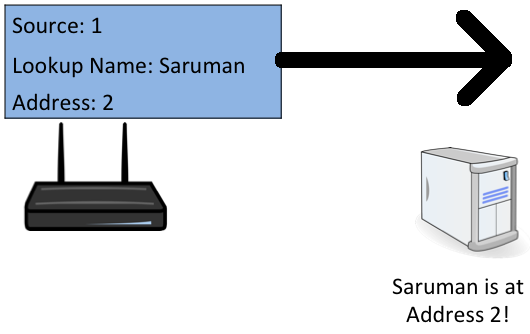 Source: 1
Lookup Name: Saruman
Address: 2
Saruman is at
Address 2!